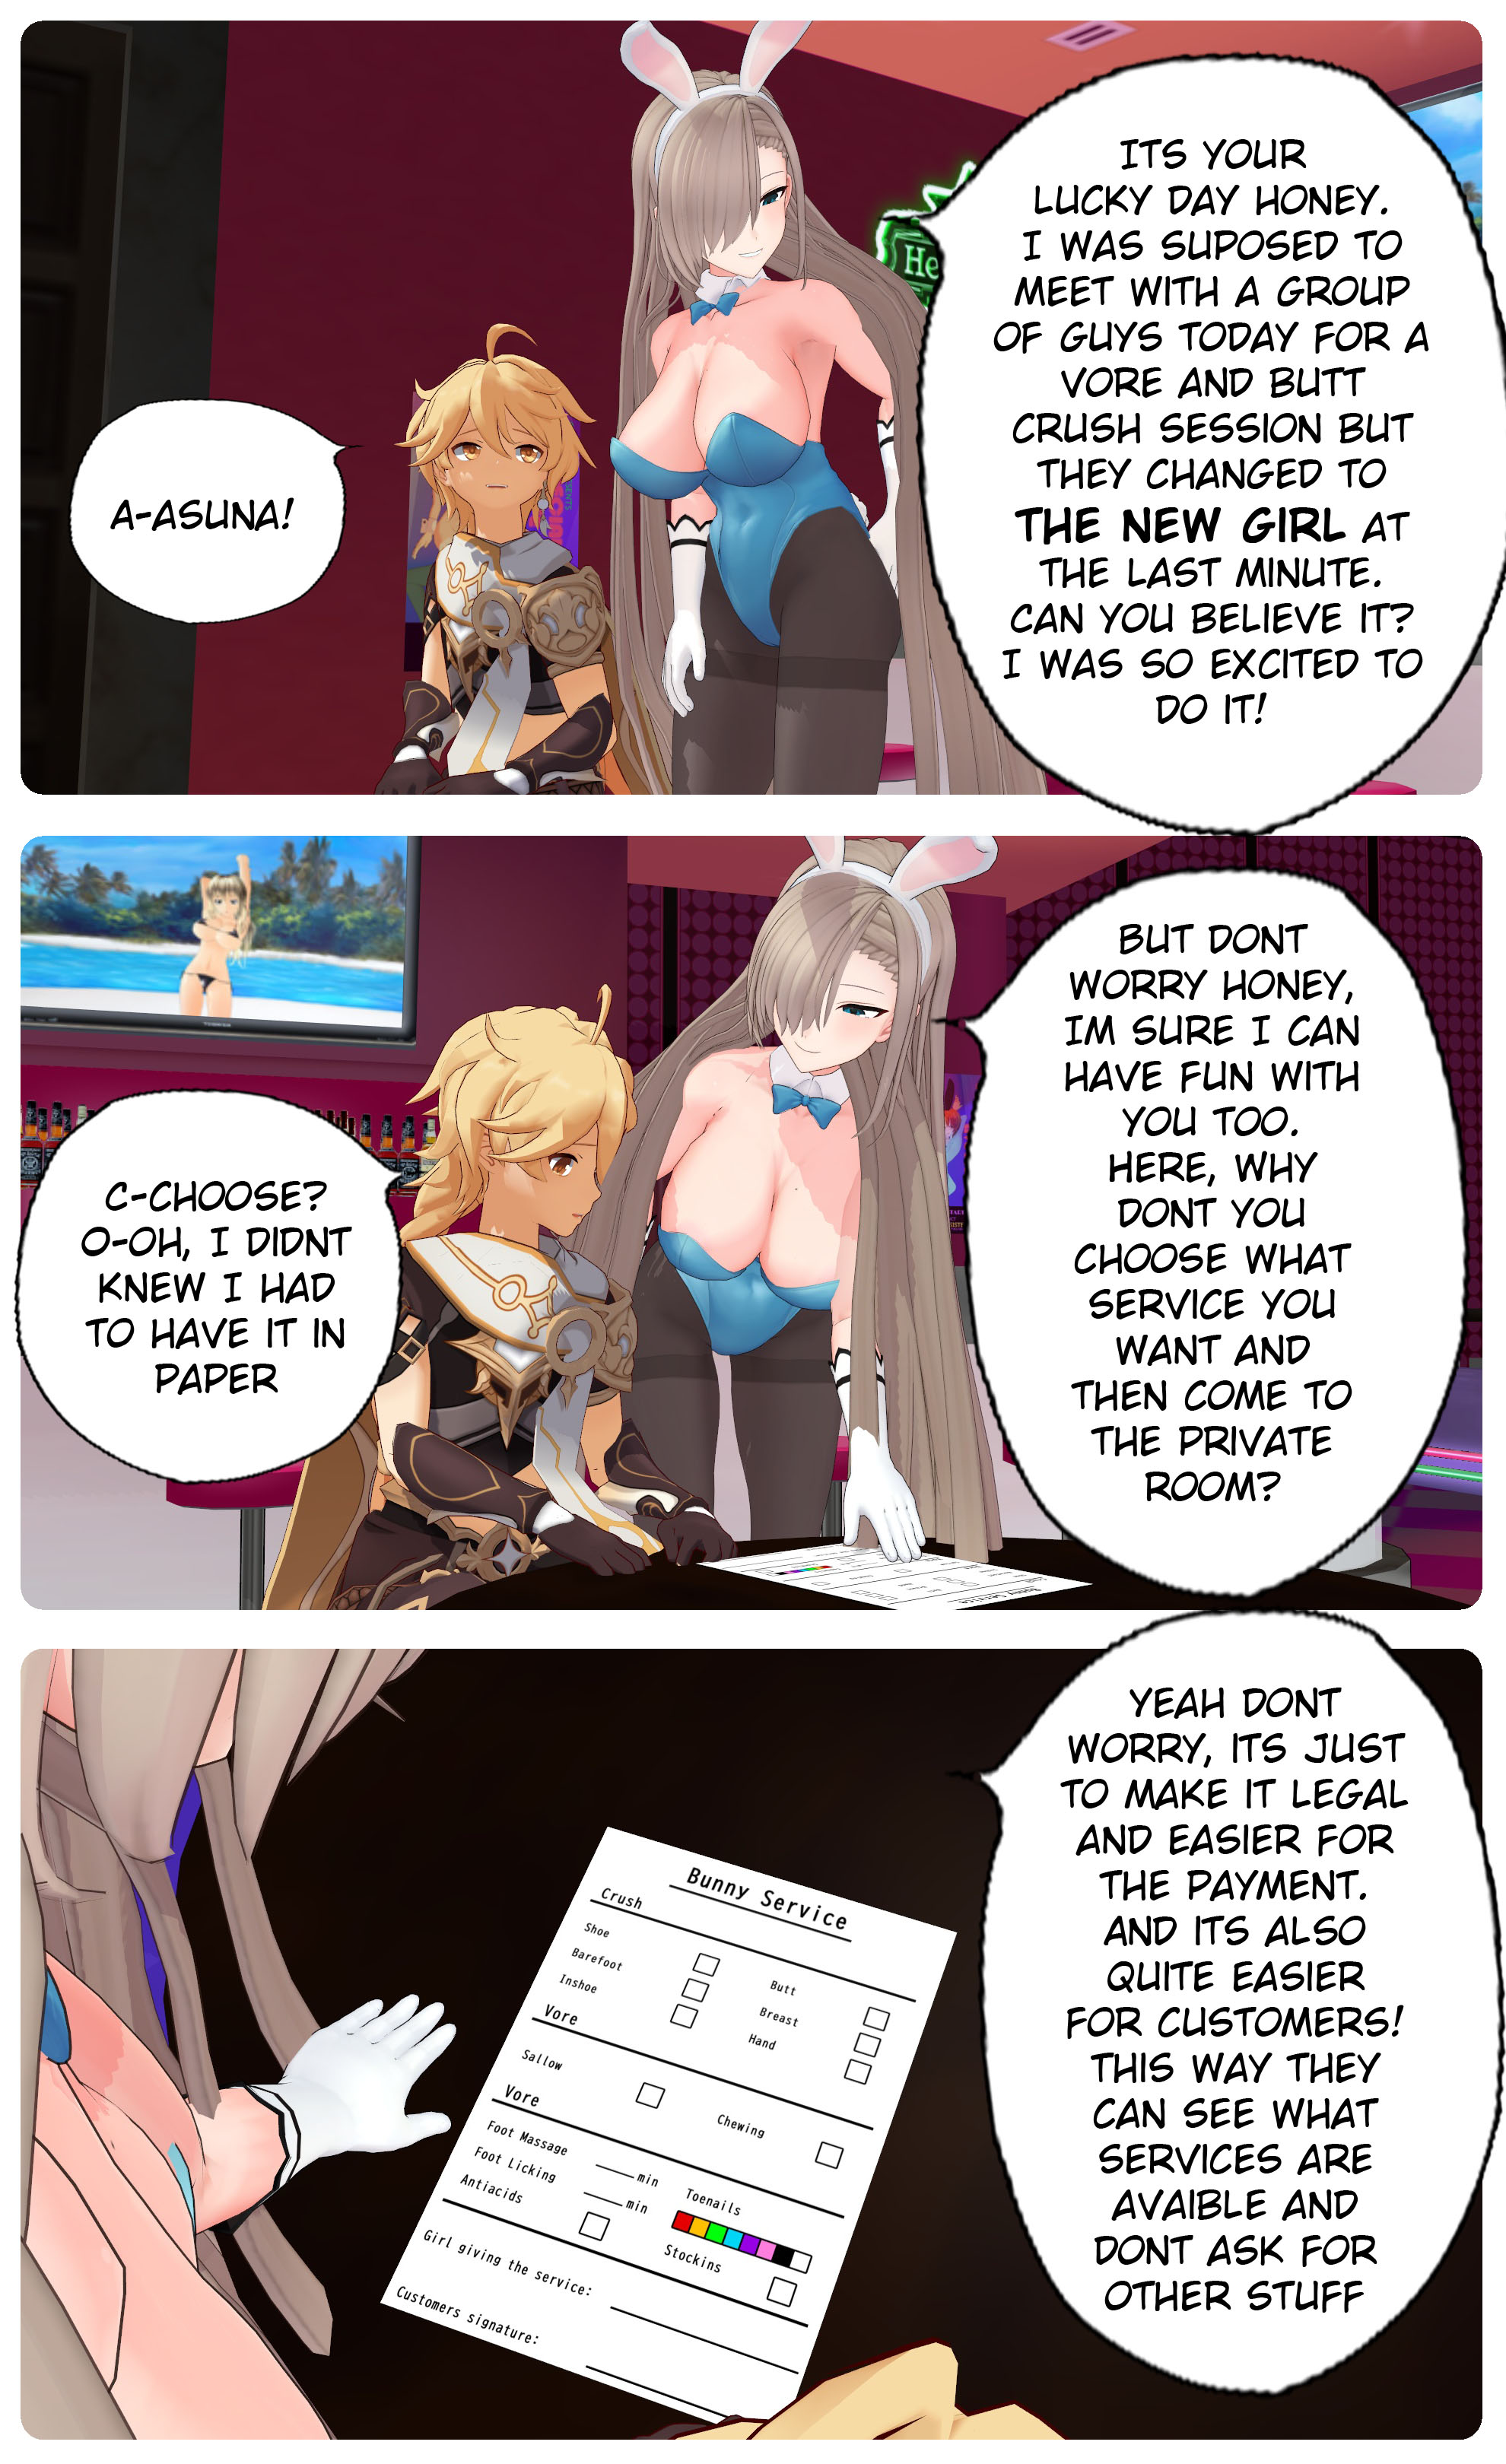 ITS YOUR
LUCKY DAY HONEY.
I WAS SUPOSED TO
MEET WITH A GROUP
OF GUYS TODAY FOR A
VORE AND BUTT
CRUSH SESSION BUT
THEY CHANGED TO
THE NEW GIRL AT
THE LAST MINUTE.
CAN YOU BELIEVE IT?
I WAS SO EXCITED TO
DO IT!
He
A-ASUNA!
BUT DONT
WORRY HONEY,
IM SURE I CAN
HAVE FUN WITH
YOU TOO.
HERE, WHY
DONT YOU
CHOOSE WHAT
SERVICE YOU
WANT AND
THEN COME TO
THE PRIVATE
ROOM?
C-CHOOSE?
O-OH, I DIDNT
KNEW I HAD
TO HAVE IT IN
PAPER
YEAH DONT
WORRY, ITS JUST
TO MAKE IT LEGAL
AND EASIER FOR
THE PAYMENT.
AND ITS ALSO
QUITE EASIER
FOR CUSTOMERS!
THIS WAY THEY
CAN SEE WHAT
SERVICES ARE
AVAIBLE AND
DONT ASK FOR
OTHER STUFF
Bunny Service
Crush
Shoe
Barefoot
Inshoe
Butt
Breast
Hand
Vore
Sallow
Chewing
Vore
Foot Massage ____min
Foot Licking ____min
Antiacids
Toenails
Stockins
Girl giving the service:
Customers signature: